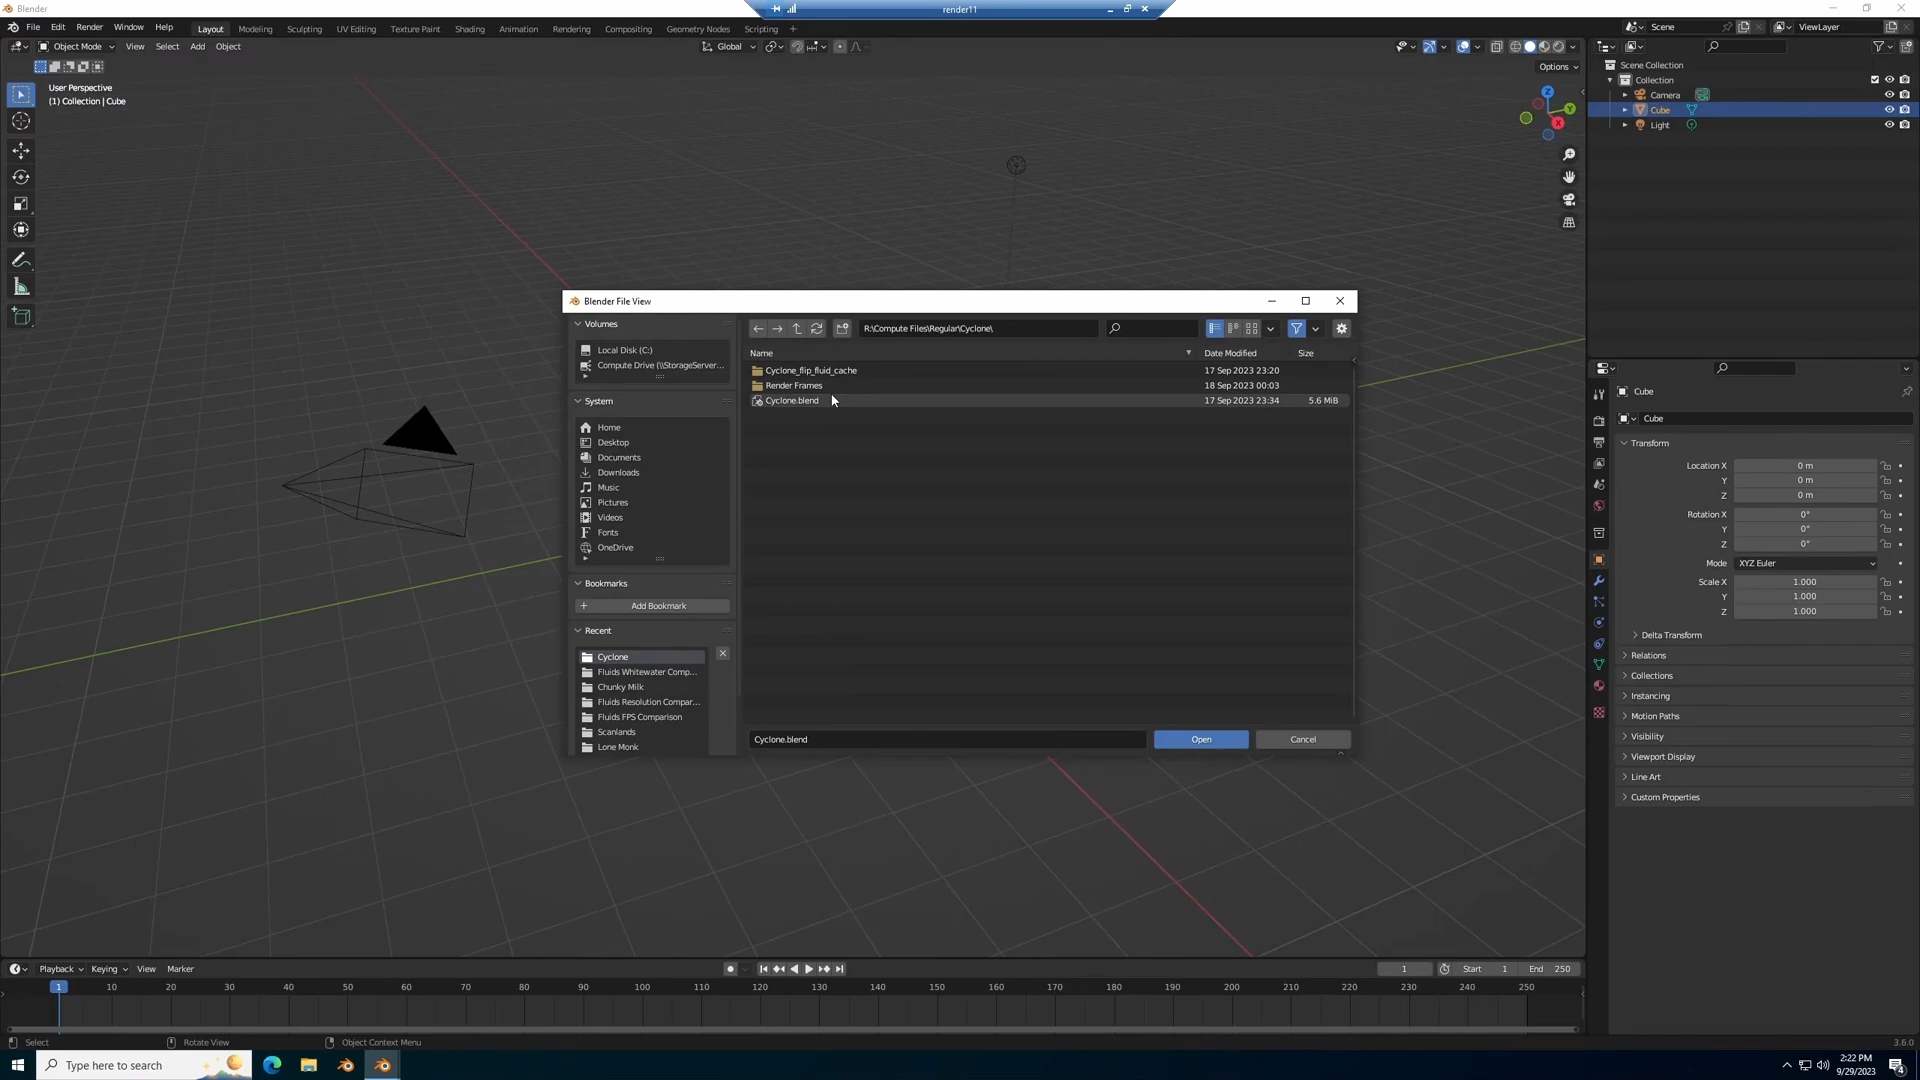 Blender
render11
File Edit Render Window Help
Layout Modeling Sculpting UV Editing Texture Paint Shading Animation Rendering Compositing Geometry Nodes Scripting +
Scene
ViewLayer
Object Mode View Select Add Object
Global
Options
User Perspective
(1) Collection | Cube
Z
Y
X
Scene Collection
Collection
Camera
Cube
Light
Blender File View
Volumes
Local Disk (C:)
Compute Drive (\\StorageServer...
System
Home
Desktop
Documents
Downloads
Music
Pictures
Videos
Fonts
OneDrive
Bookmarks
Add Bookmark
Recent
Cyclone
Fluids Whitewater Comp...
Chunky Milk
Fluids Resolution Compar...
Fluids FPS Comparison
Scanlands
Lone Monk
R:\Compute Files\Regular\Cyclone\
Name Date Modified Size
Cyclone_flip_fluid_cache 17 Sep 2023 23:20
Render Frames 18 Sep 2023 00:03
Cyclone.blend 17 Sep 2023 23:34 5.6 MiB
Cyclone.blend
Open
Cancel
Cube
Cube
Transform
Location X 0 m
Y 0 m
Z 0 m
Rotation X 0°
Y 0°
Z 0°
Mode XYZ Euler
Scale X 1.000
Y 1.000
Z 1.000
Delta Transform
Relations
Collections
Instancing
Motion Paths
Visibility
Viewport Display
Line Art
Custom Properties
Playback Keying View Marker
1 Start 1 End 250
1 10 20 30 40 50 60 70 80 90 100 110 120 130 140 150 160 170 180 190 200 210 220 230 240 250
Select Rotate View Object Context Menu
3.6.0
Type here to search
2:22 PM
9/29/2023
4